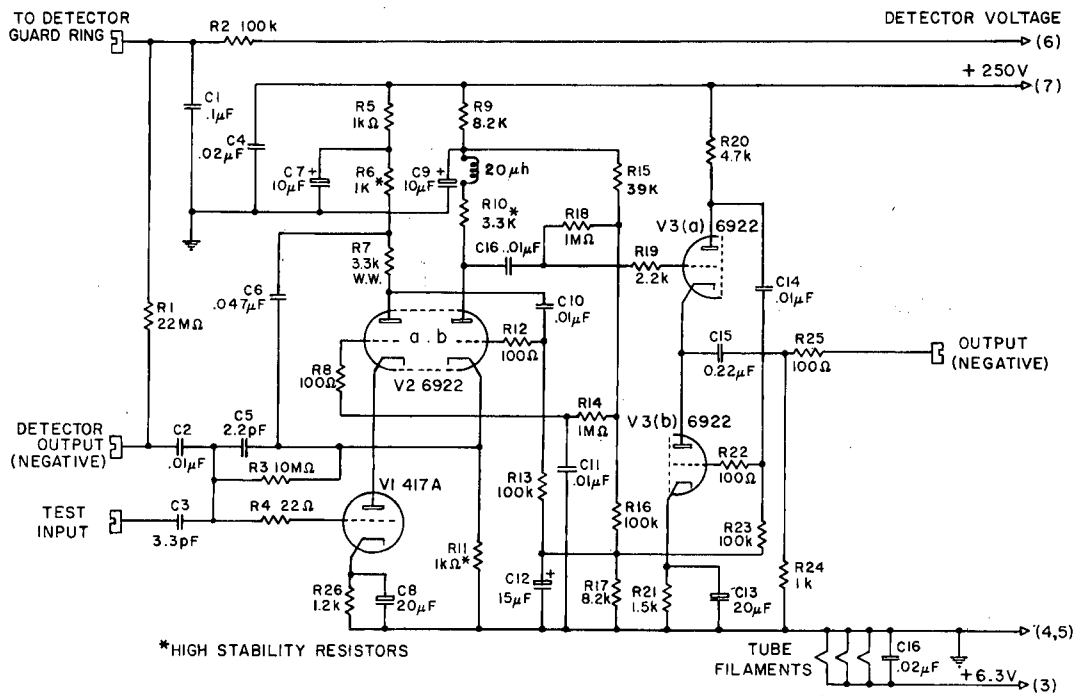 TO DETECTOR
GUARD RING
R2 100k
DETECTOR VOLTAGE
(6)
+ 250V
(7)
C1
.1µF
C4
.02µF
R5
1kΩ
R9
8.2K
R20
4.7k
C7 +
10µF
R6
1K *
C9 +
10µF
20µh
R15
39K
R10 *
3.3K
R18
1MΩ
V3(a) 6922
R7
3.3k
W.W.
C16 .01µF
R19
2.2k
C6
.047µF
C14
.01µF
R1
22MΩ
C10
.01µF
a . b
R12
100Ω
C15
0.22µF
R25
100Ω
OUTPUT
(NEGATIVE)
R8
100Ω
V2 6922
R14
1MΩ
V3(b) 6922
DETECTOR
OUTPUT
(NEGATIVE)
C2
.01µF
C5
2.2pF
R3 10MΩ
R13
100k
C11
.01µF
R22
100Ω
V1 417A
TEST
INPUT
C3
3.3pF
R4 22Ω
R16
100k
R23
100k
R11
1kΩ*
R24
1k
R26
1.2k
C8
20µF
C12 +
15µF
R17
8.2k
R21
1.5k
C13
20µF
(4,5)
*HIGH STABILITY RESISTORS
TUBE
FILAMENTS
C16
.02µF
+6.3V
(3)